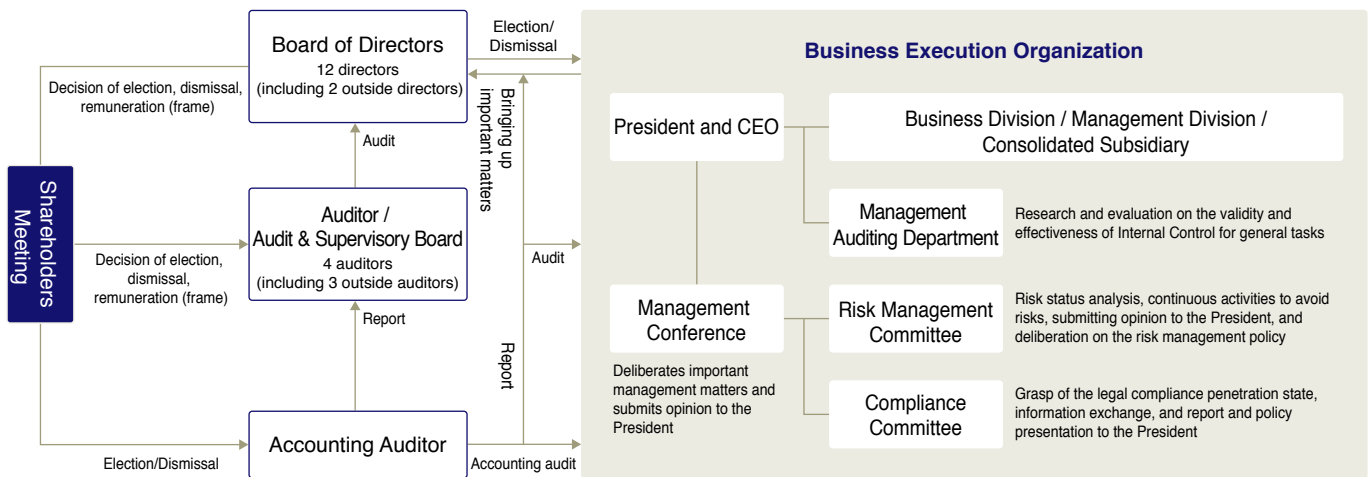 Shareholders
Meeting
Decision of election, dismissal,
remuneration (frame)
Decision of election,
dismissal,
remuneration (frame)
Election/Dismissal
Board of Directors
12 directors
(including 2 outside directors)
Audit
Auditor /
Audit & Supervisory Board
4 auditors
(including 3 outside auditors)
Report
Accounting Auditor
Election/
Dismissal
Bringing up
important matters
Audit
Report
Accounting audit
Business Execution Organization
President and CEO
Business Division / Management Division /
Consolidated Subsidiary
Management
Auditing Department
Research and evaluation on the validity and
effectiveness of Internal Control for general tasks
Management
Conference
Deliberates important
management matters and
submits opinion to the
President
Risk Management
Committee
Risk status analysis, continuous activities to avoid
risks, submitting opinion to the President, and
deliberation on the risk management policy
Compliance
Committee
Grasp of the legal compliance penetration state,
information exchange, and report and policy
presentation to the President